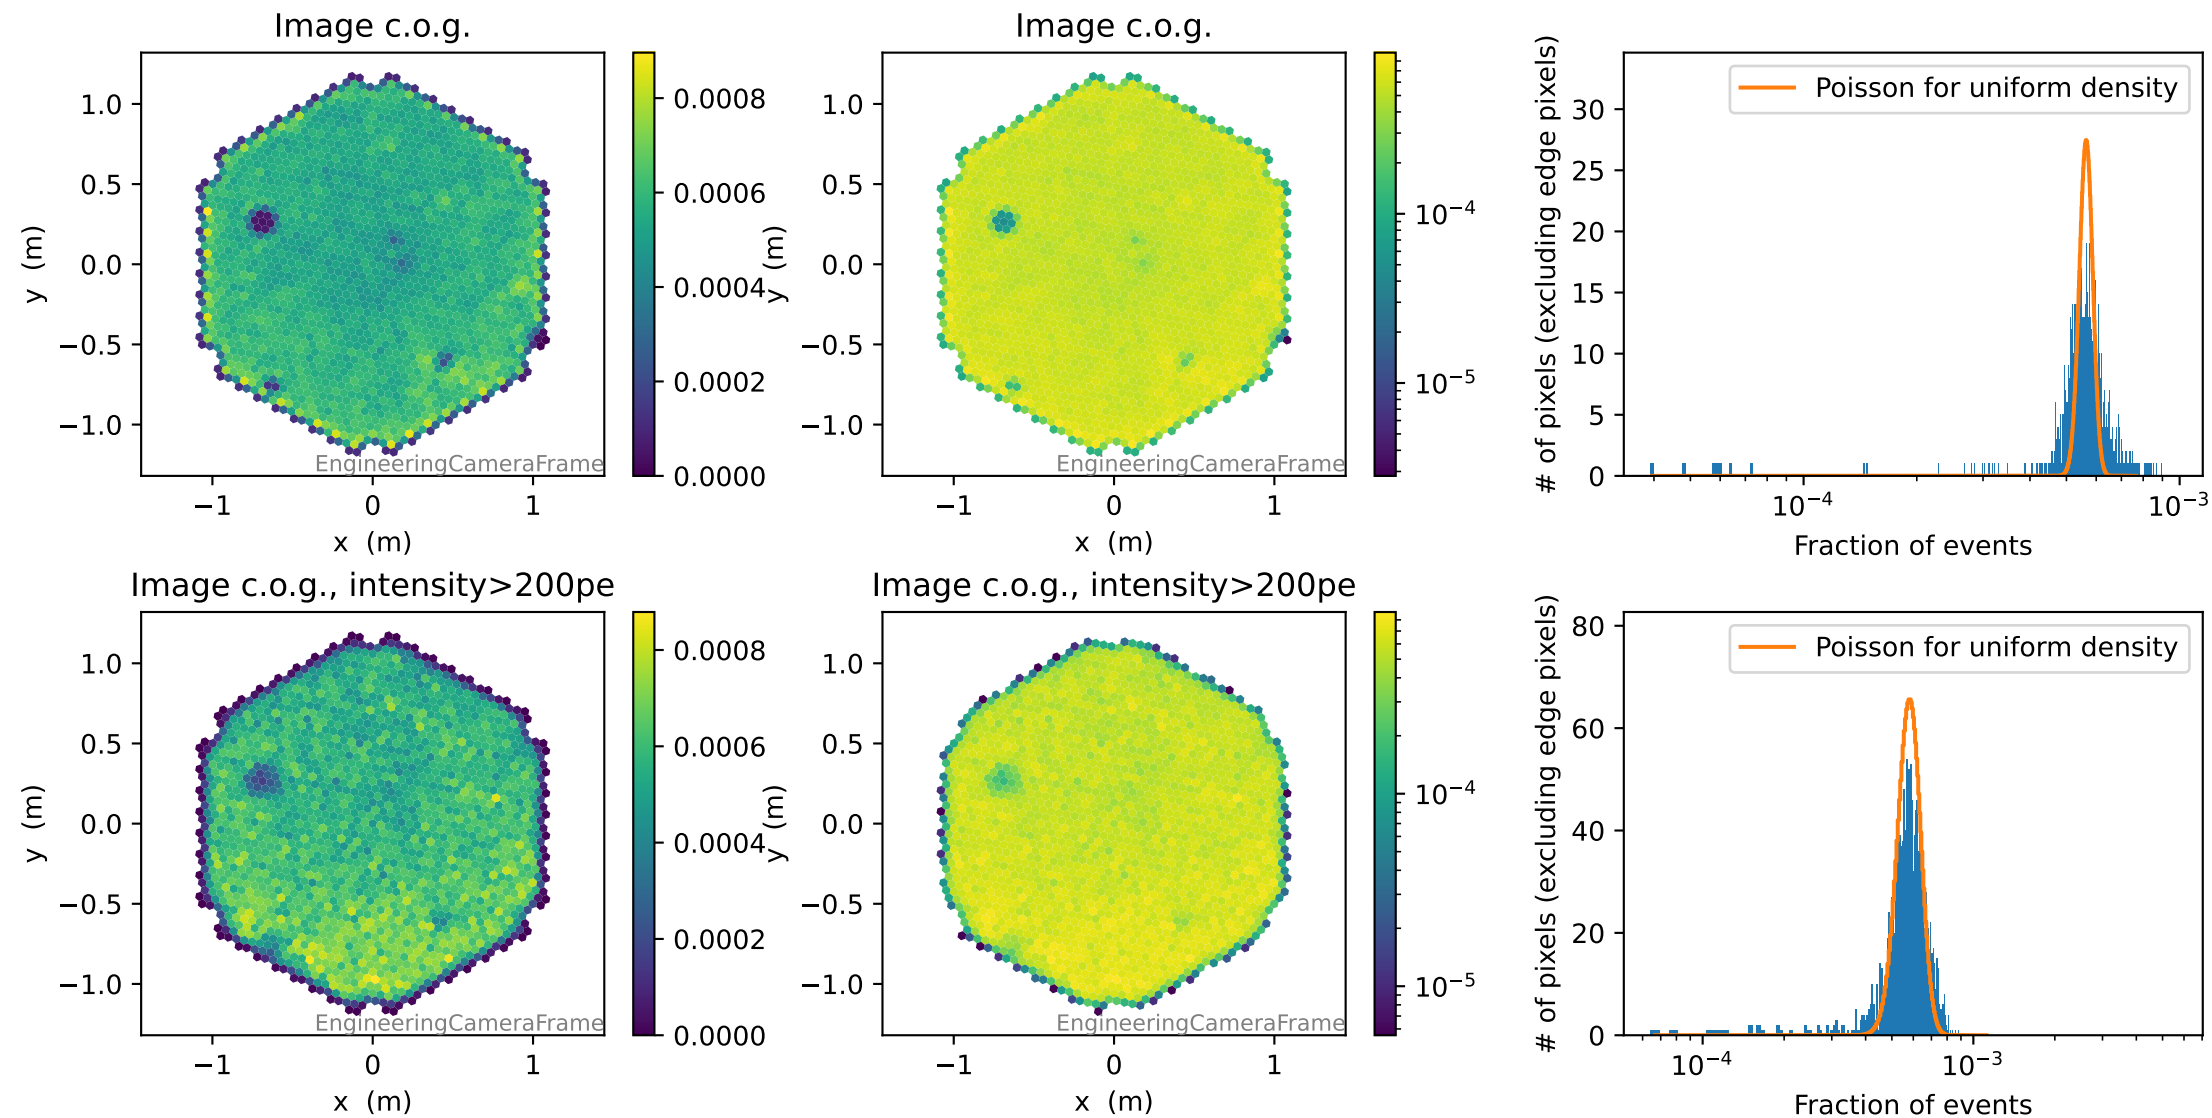 Image c.o.g.
y (m)
1.0
0.5
0.0
−0.5
−1.0
−1
0
1
x (m)
EngineeringCameraFrame
0.0008
0.0006
0.0004
0.0002
0.0000
Image c.o.g.
y (m)
1.0
0.5
0.0
−0.5
−1.0
−1
0
1
x (m)
EngineeringCameraFrame
10⁻⁴
10⁻⁵
# of pixels (excluding edge pixels)
30
25
20
15
10
5
0
Poisson for uniform density
10⁻⁴
10⁻³
Fraction of events
Image c.o.g., intensity>200pe
y (m)
1.0
0.5
0.0
−0.5
−1.0
−1
0
1
x (m)
EngineeringCameraFrame
0.0008
0.0006
0.0004
0.0002
0.0000
Image c.o.g., intensity>200pe
y (m)
1.0
0.5
0.0
−0.5
−1.0
−1
0
1
x (m)
EngineeringCameraFrame
10⁻⁴
10⁻⁵
# of pixels (excluding edge pixels)
80
60
40
20
0
Poisson for uniform density
10⁻⁴
10⁻³
Fraction of events